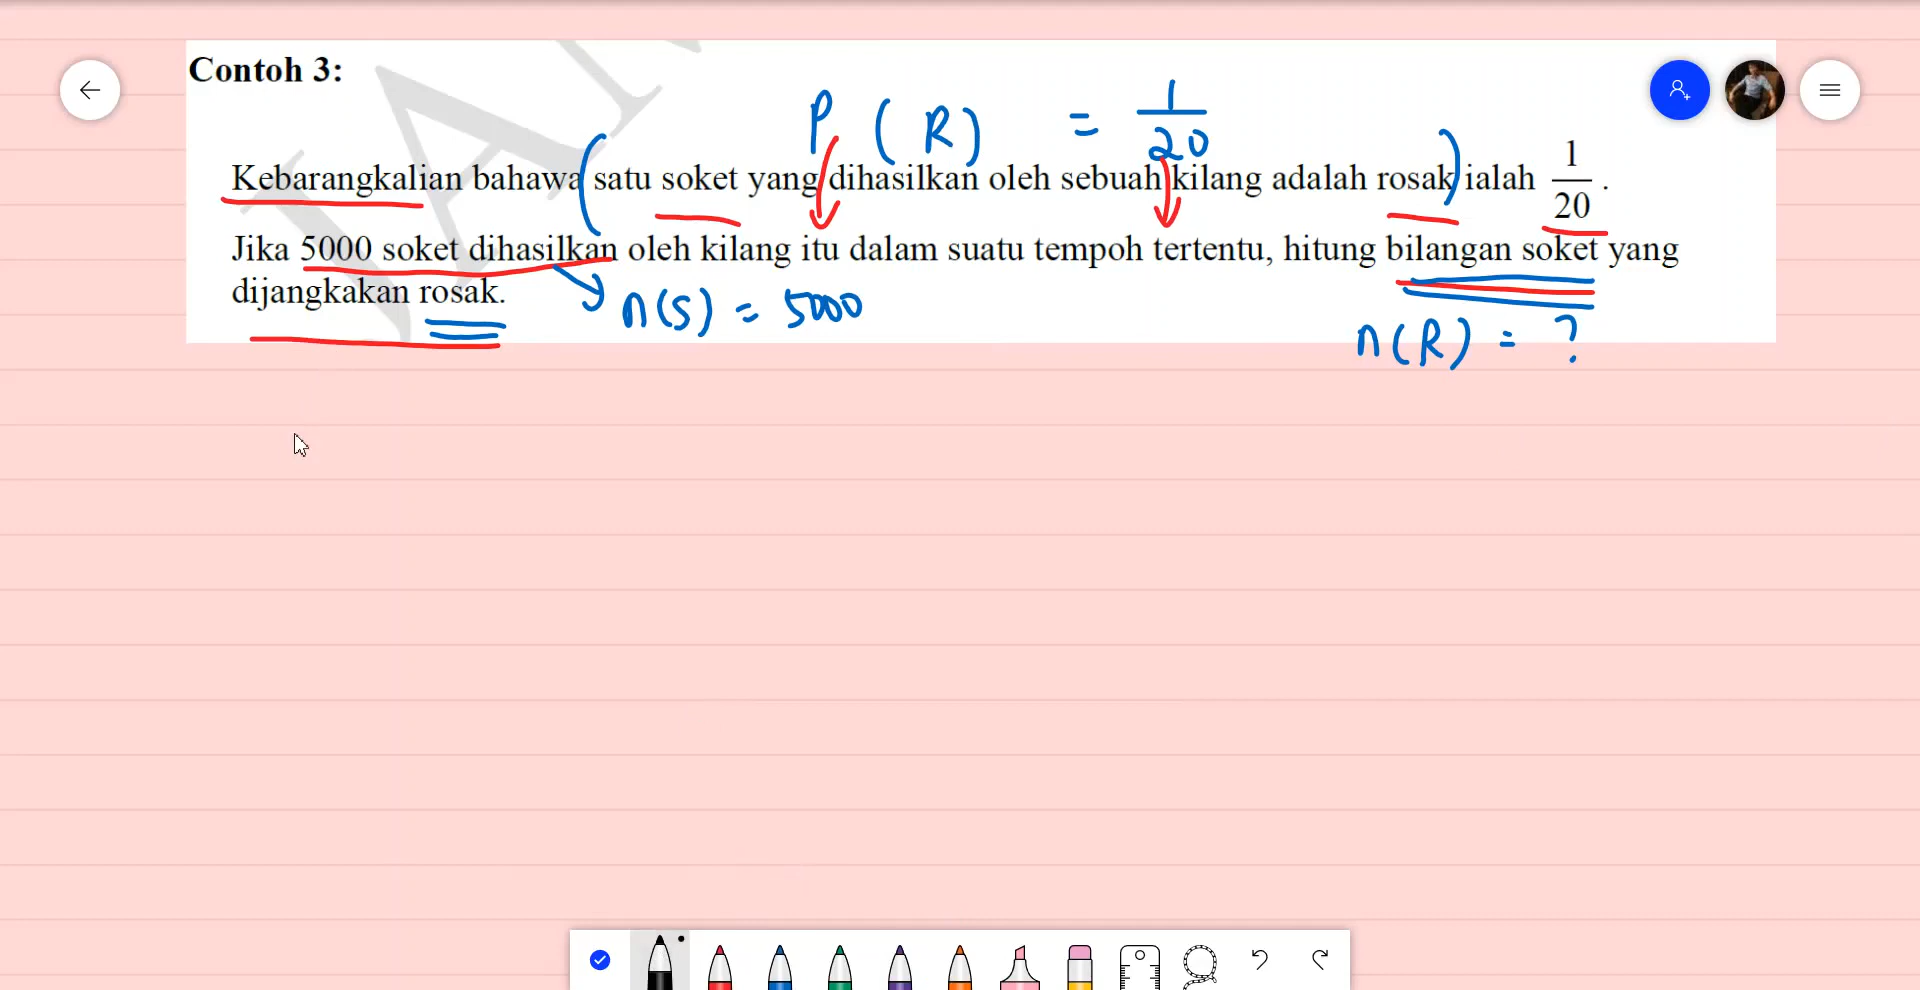 Contoh 3:
P (R) = 1/20
Kebarangkalian bahawa (satu soket yang dihasilkan oleh sebuah kilang adalah rosak) ialah 1/20.
Jika 5000 soket dihasilkan oleh kilang itu dalam suatu tempoh tertentu, hitung bilangan soket yang
dijangkakan rosak.
n(S) = 5000
n(R) = ?